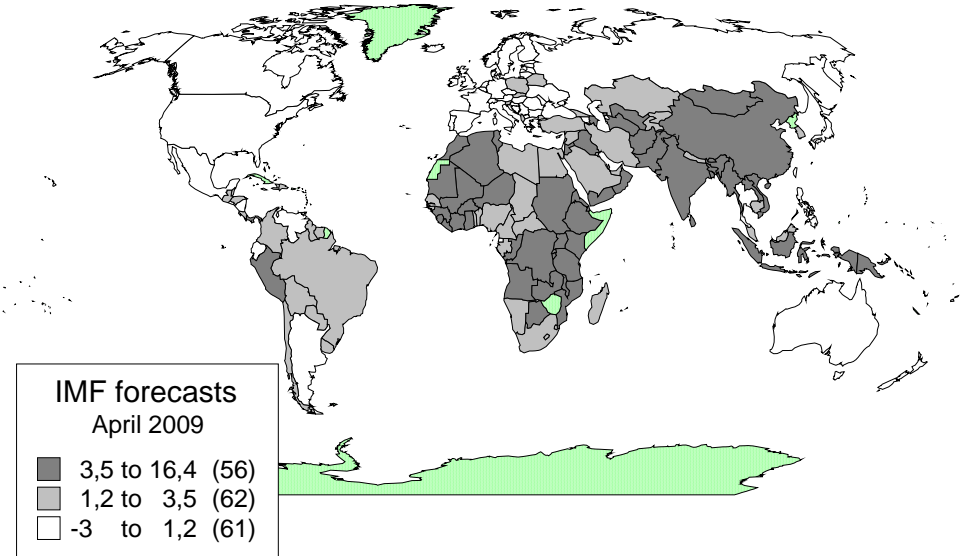 IMF forecasts
April 2009
3,5 to 16,4 (56)
1,2 to 3,5 (62)
-3 to 1,2 (61)